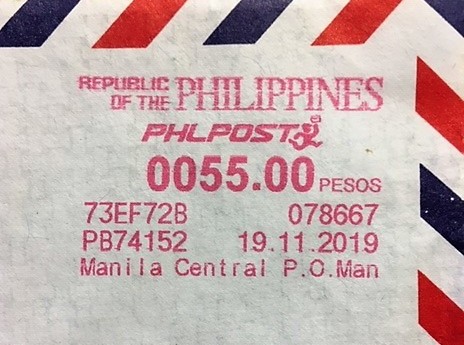 REPUBLIC OF THE PHILIPPINES
PHLPOST
0055.00 PESOS
73EF72B 078667
PB74152 19.11.2019
Manila Central P.O.Man